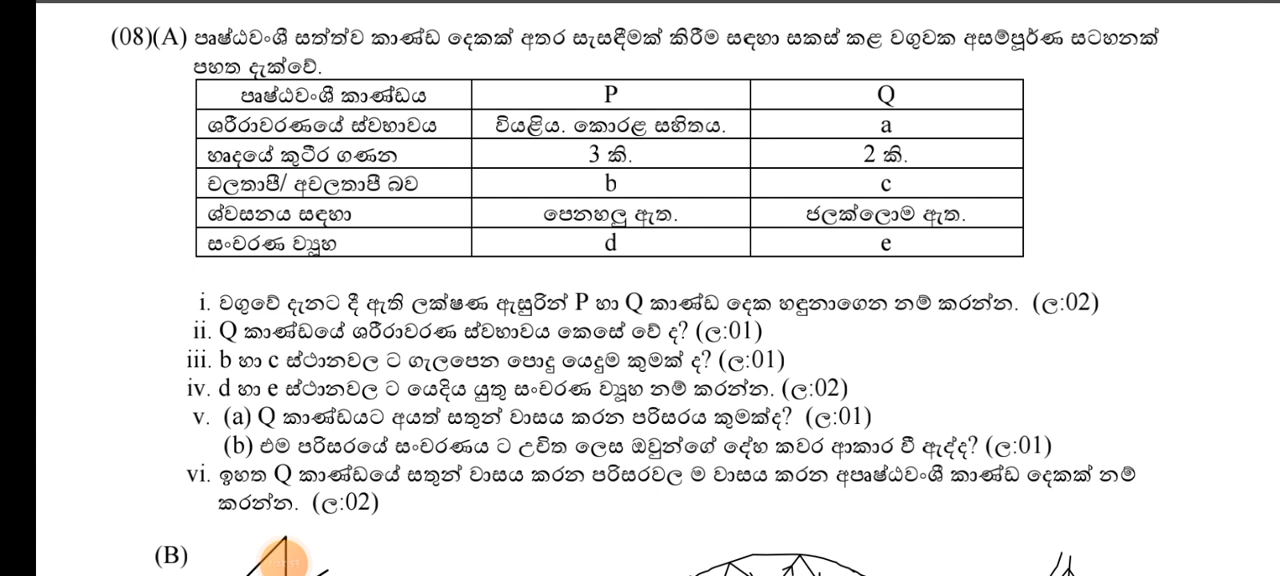 (08)(A) පෘෂ්ඨවංශී සත්ත්ව කාණ්ඩ දෙකක් අතර සැසඳීමක් කිරීම සඳහා සකස් කළ වගුවක අසම්පූර්ණ සටහනක්
පහත දැක්වේ.
පෘෂ්ඨවංශී කාණ්ඩය P Q
ශරීරාවරණයේ ස්වභාවය වියළිය. කොරළ සහිතය. a
හෘදයේ කුටීර ගණන 3 කි. 2 කි.
චලතාපී/ අචලතාපී බව b c
ශ්වසනය සඳහා පෙනහලු ඇත. ජලක්ලොම ඇත.
සංචරණ ව්‍යුහ d e
i. වගුවේ දැනට දී ඇති ලක්ෂණ ඇසුරින් P හා Q කාණ්ඩ දෙක හඳුනාගෙන නම් කරන්න. (ල:02)
ii. Q කාණ්ඩයේ ශරීරාවරණ ස්වභාවය කෙසේ වේ ද? (ල:01)
iii. b හා c ස්ථානවල ට ගැලපෙන පොදු යෙදුම කුමක් ද? (ල:01)
iv. d හා e ස්ථානවල ට යෙදිය යුතු සංචරණ ව්‍යුහ නම් කරන්න. (ල:02)
v. (a) Q කාණ්ඩයට අයත් සතුන් වාසය කරන පරිසරය කුමක්ද? (ල:01)
(b) එම පරිසරයේ සංචරණය ට උචිත ලෙස ඔවුන්ගේ දේහ කවර ආකාර වී ඇද්ද? (ල:01)
vi. ඉහත Q කාණ්ඩයේ සතුන් වාසය කරන පරිසරවල ම වාසය කරන අපෘෂ්ඨවංශී කාණ්ඩ දෙකක් නම්
කරන්න. (ල:02)
(B)